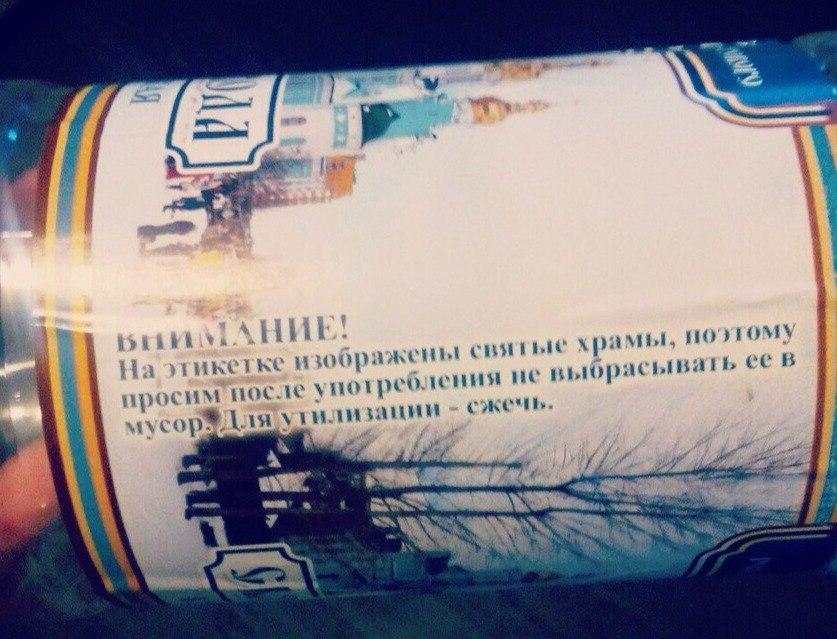 ВНИМАНИЕ!
На этикетке изображены святые храмы, поэтому
просим после употребления не выбрасывать ее в
мусор. Для утилизации - сжечь.